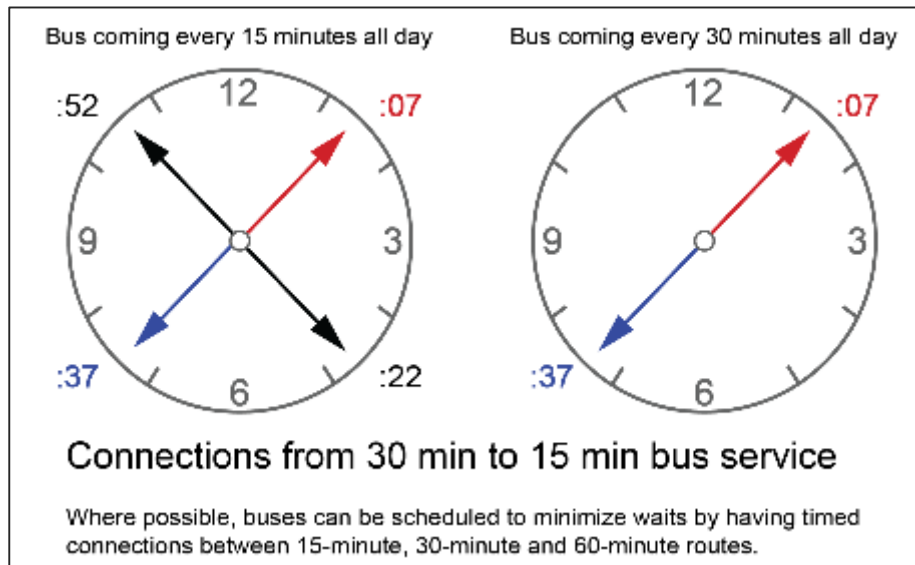 Bus coming every 15 minutes all day
Bus coming every 30 minutes all day
:52
12
:07
9
3
:37
6
:22
12
:07
9
3
:37
6
Connections from 30 min to 15 min bus service
Where possible, buses can be scheduled to minimize waits by having timed
connections between 15-minute, 30-minute and 60-minute routes.